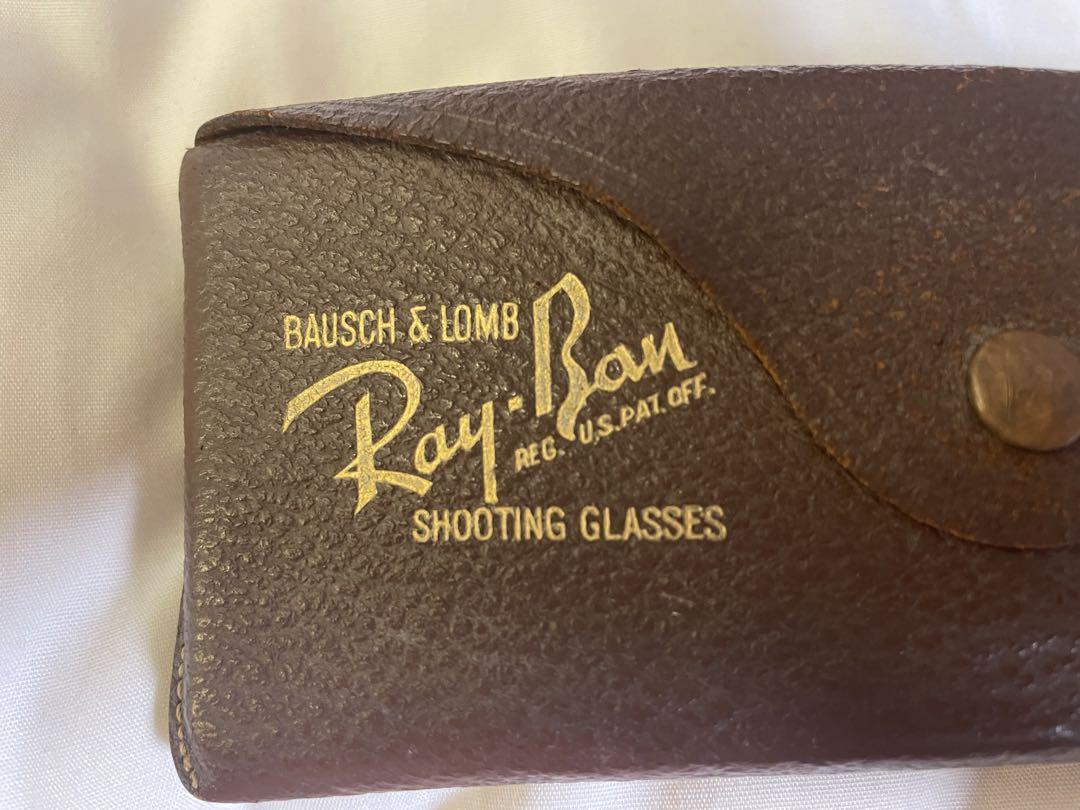 BAUSCH & LOMB
Ray-Ban
REG. U.S. PAT. OFF.
SHOOTING GLASSES